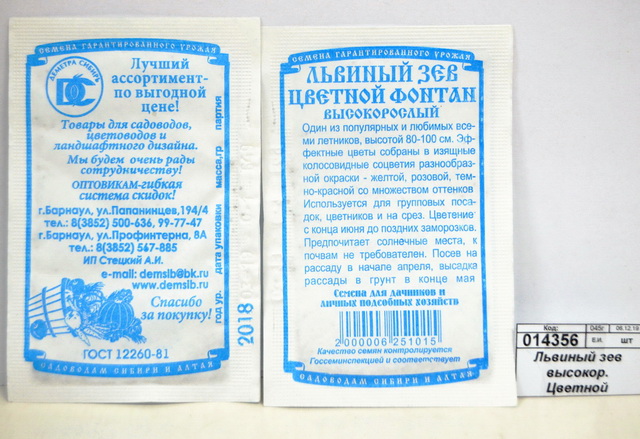 СЕМЕНА ГАРАНТИРОВАННОГО УРОЖАЯ
ДЕМЕТРА СИБИРЬ
DC
Лучший
ассортимент-
по выгодной
цене!
Товары для садоводов,
цветоводов и
ландшафтного дизайна.
Мы будем очень рады
сотрудничеству!
ОПТОВИКАМ-гибкая
система скидок!
г.Барнаул, ул.Папанинцев,194/4
тел.: 8(3852) 500-636, 99-77-47
г.Барнаул, ул.Профинтерна, 8А
тел.: 8(3852) 567-885
ИП Стецкий А.И.
e-mail: demslb@bk.ru
www.demslb.ru
Спасибо
за покупку!
ГОСТ 12260-81
САДОВОДАМ СИБИРИ И АЛТАЯ
год ур. дата упаковки масса,гр партия
2018
СЕМЕНА ГАРАНТИРОВАННОГО УРОЖАЯ
ЛЬВИНЫЙ ЗЕВ
ЦВЕТНОЙ ФОНТАН
ВЫСОКОРОСЛЫЙ
Один из популярных и любимых все-
ми летников, высотой 80-100 см. Эф-
фектные цветы собраны в изящные
колосовидные соцветия разнообраз-
ной окраски - желтой, розовой, тем-
но-красной со множеством оттенков
Используется для групповых поса-
док, цветников и на срез. Цветение
с конца июня до поздних заморозков.
Предпочитает солнечные места, к
почвам не требователен. Посев на
рассаду в начале апреля, высадка
рассады в грунт в конце мая
Семена для дачников и
личных подсобных хозяйств
2000006 251015
Качество семян контролируется
Госсеминспекцией и соответствует
САДОВОДАМ СИБИРИ И АЛТАЯ
Код: 045г 06.12.19
014356 Е.И. шт
Львиный зев
высокор.
Цветной